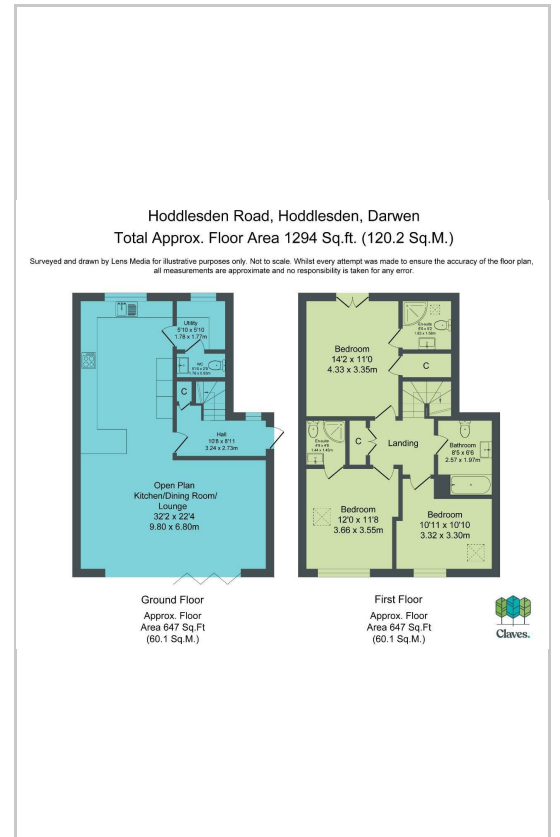 Hoddlesden Road, Hoddlesden, Darwen
Total Approx. Floor Area 1294 Sq.ft. (120.2 Sq.M.)
Surveyed and drawn by Lens Media for illustrative purposes only. Not to scale. Whilst every attempt was made to ensure the accuracy of the floor plan,
all measurements are approximate and no responsibility is taken for any error.
Utility
5'10 x 5'10
1.78 x 1.77m
WC
C
Hall
10'8 x 8'11
3.24 x 2.73m
Open Plan
Kitchen/Dining Room/
Lounge
32'2 x 22'4
9.80 x 6.80m
Ground Floor
Approx. Floor
Area 647 Sq.Ft
(60.1 Sq.M.)
Bedroom
14'2 x 11'0
4.33 x 3.35m
En-suite
C
En-suite
C
Landing
Bathroom
8'5 x 6'6
2.57 x 1.97m
Bedroom
12'0 x 11'8
3.66 x 3.55m
Bedroom
10'11 x 10'10
3.32 x 3.30m
First Floor
Approx. Floor
Area 647 Sq.Ft
(60.1 Sq.M.)
Claves.